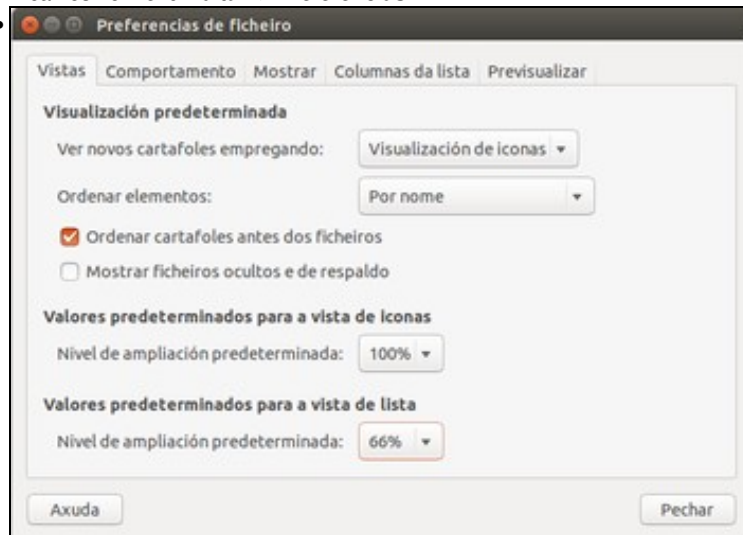 Preferencias de ficheiro
Vistas Comportamento Mostrar Columnas da lista Previsualizar
Visualización predeterminada
Ver novos cartafoles empregando: Visualización de iconas
Ordenar elementos: Por nome
Ordenar cartafoles antes dos ficheiros
Mostrar ficheiros ocultos e de respaldo
Valores predeterminados para a vista de iconas
Nivel de ampliación predeterminada: 100%
Valores predeterminados para a vista de lista
Nivel de ampliación predeterminada: 66%
Axuda Pechar